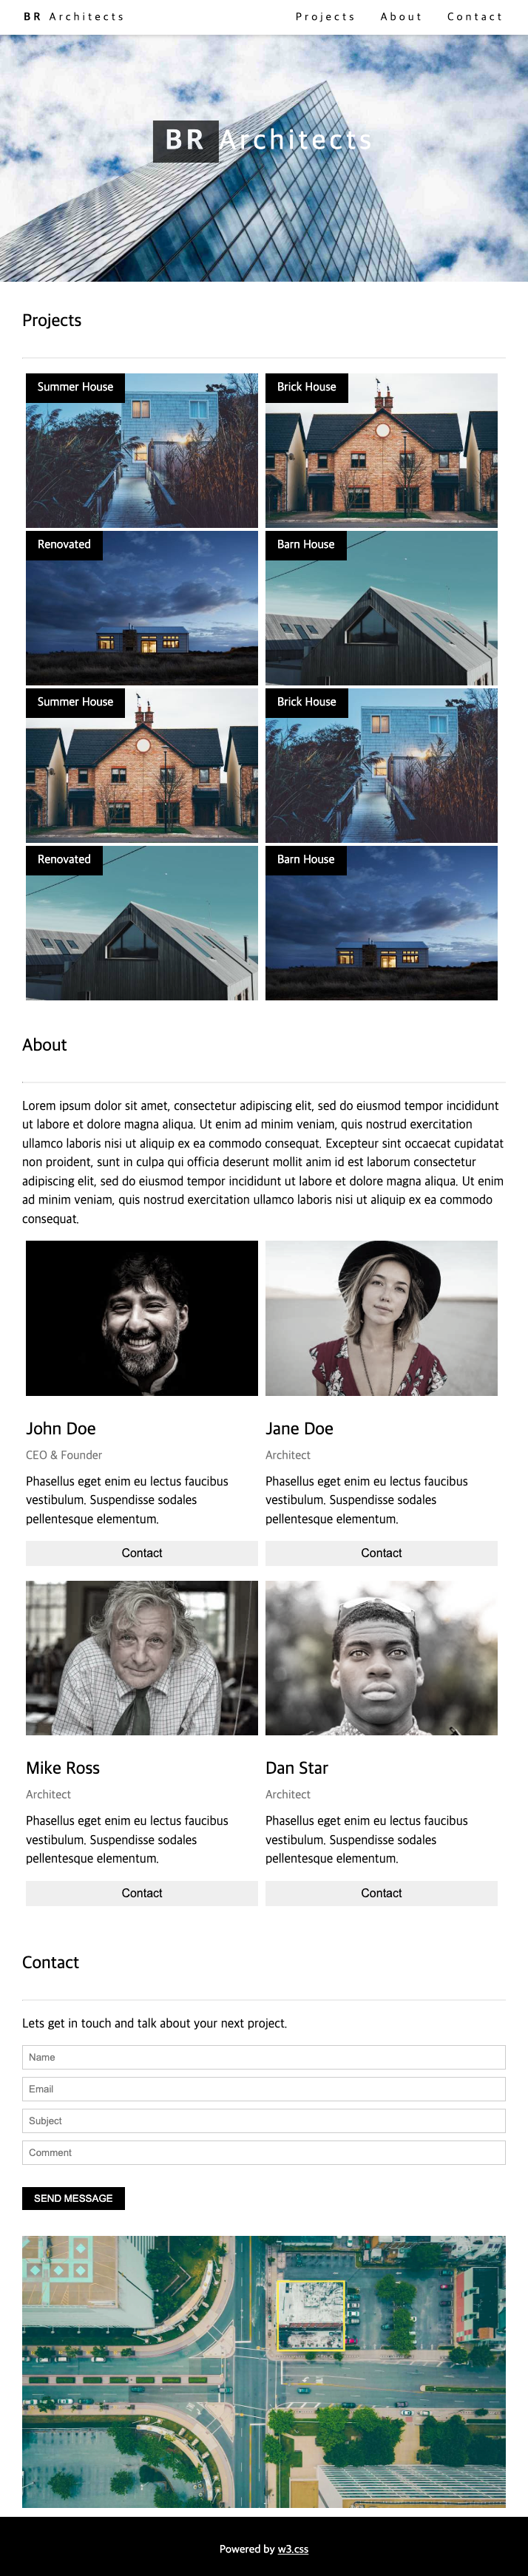 BR Architects
Projects About Contact
BR Architects
Projects
Summer House
Brick House
Renovated
Barn House
Summer House
Brick House
Renovated
Barn House
About
Lorem ipsum dolor sit amet, consectetur adipiscing elit, sed do eiusmod tempor incididunt
ut labore et dolore magna aliqua. Ut enim ad minim veniam, quis nostrud exercitation
ullamco laboris nisi ut aliquip ex ea commodo consequat. Excepteur sint occaecat cupidatat
non proident, sunt in culpa qui officia deserunt mollit anim id est laborum consectetur
adipiscing elit, sed do eiusmod tempor incididunt ut labore et dolore magna aliqua. Ut enim
ad minim veniam, quis nostrud exercitation ullamco laboris nisi ut aliquip ex ea commodo
consequat.
John Doe
CEO & Founder
Phasellus eget enim eu lectus faucibus
vestibulum. Suspendisse sodales
pellentesque elementum.
Contact
Jane Doe
Architect
Phasellus eget enim eu lectus faucibus
vestibulum. Suspendisse sodales
pellentesque elementum.
Contact
Mike Ross
Architect
Phasellus eget enim eu lectus faucibus
vestibulum. Suspendisse sodales
pellentesque elementum.
Contact
Dan Star
Architect
Phasellus eget enim eu lectus faucibus
vestibulum. Suspendisse sodales
pellentesque elementum.
Contact
Contact
Lets get in touch and talk about your next project.
Name
Email
Subject
Comment
SEND MESSAGE
Powered by w3.css